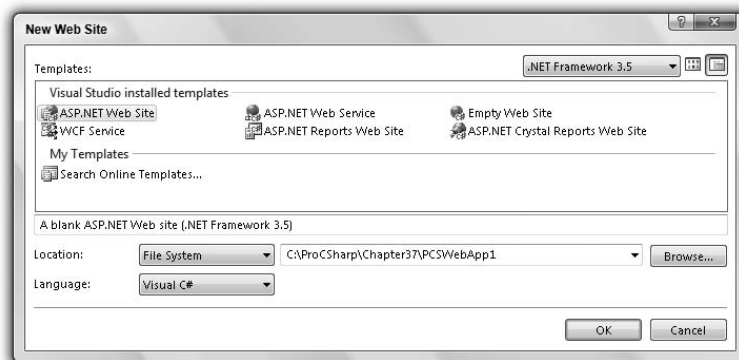 New Web Site
Templates:
.NET Framework 3.5
Visual Studio installed templates
ASP.NET Web Site
ASP.NET Web Service
Empty Web Site
WCF Service
ASP.NET Reports Web Site
ASP.NET Crystal Reports Web Site
My Templates
Search Online Templates...
A blank ASP.NET Web site (.NET Framework 3.5)
Location:
File System
C:\ProCSharp\Chapter37\PCSWebApp1
Browse...
Language:
Visual C#
OK
Cancel